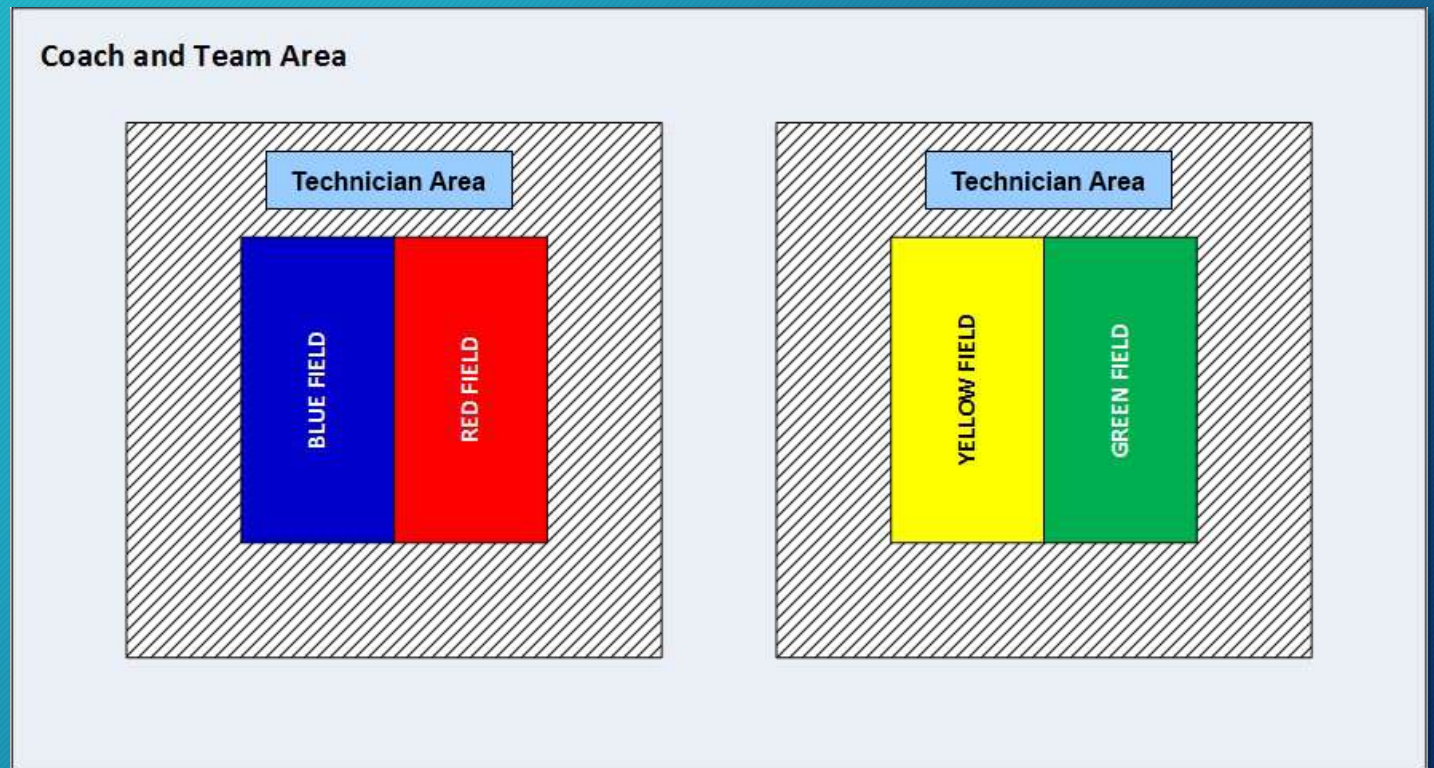 Coach and Team Area
Technician Area
Technician Area
BLUE FIELD
RED FIELD
YELLOW FIELD
GREEN FIELD